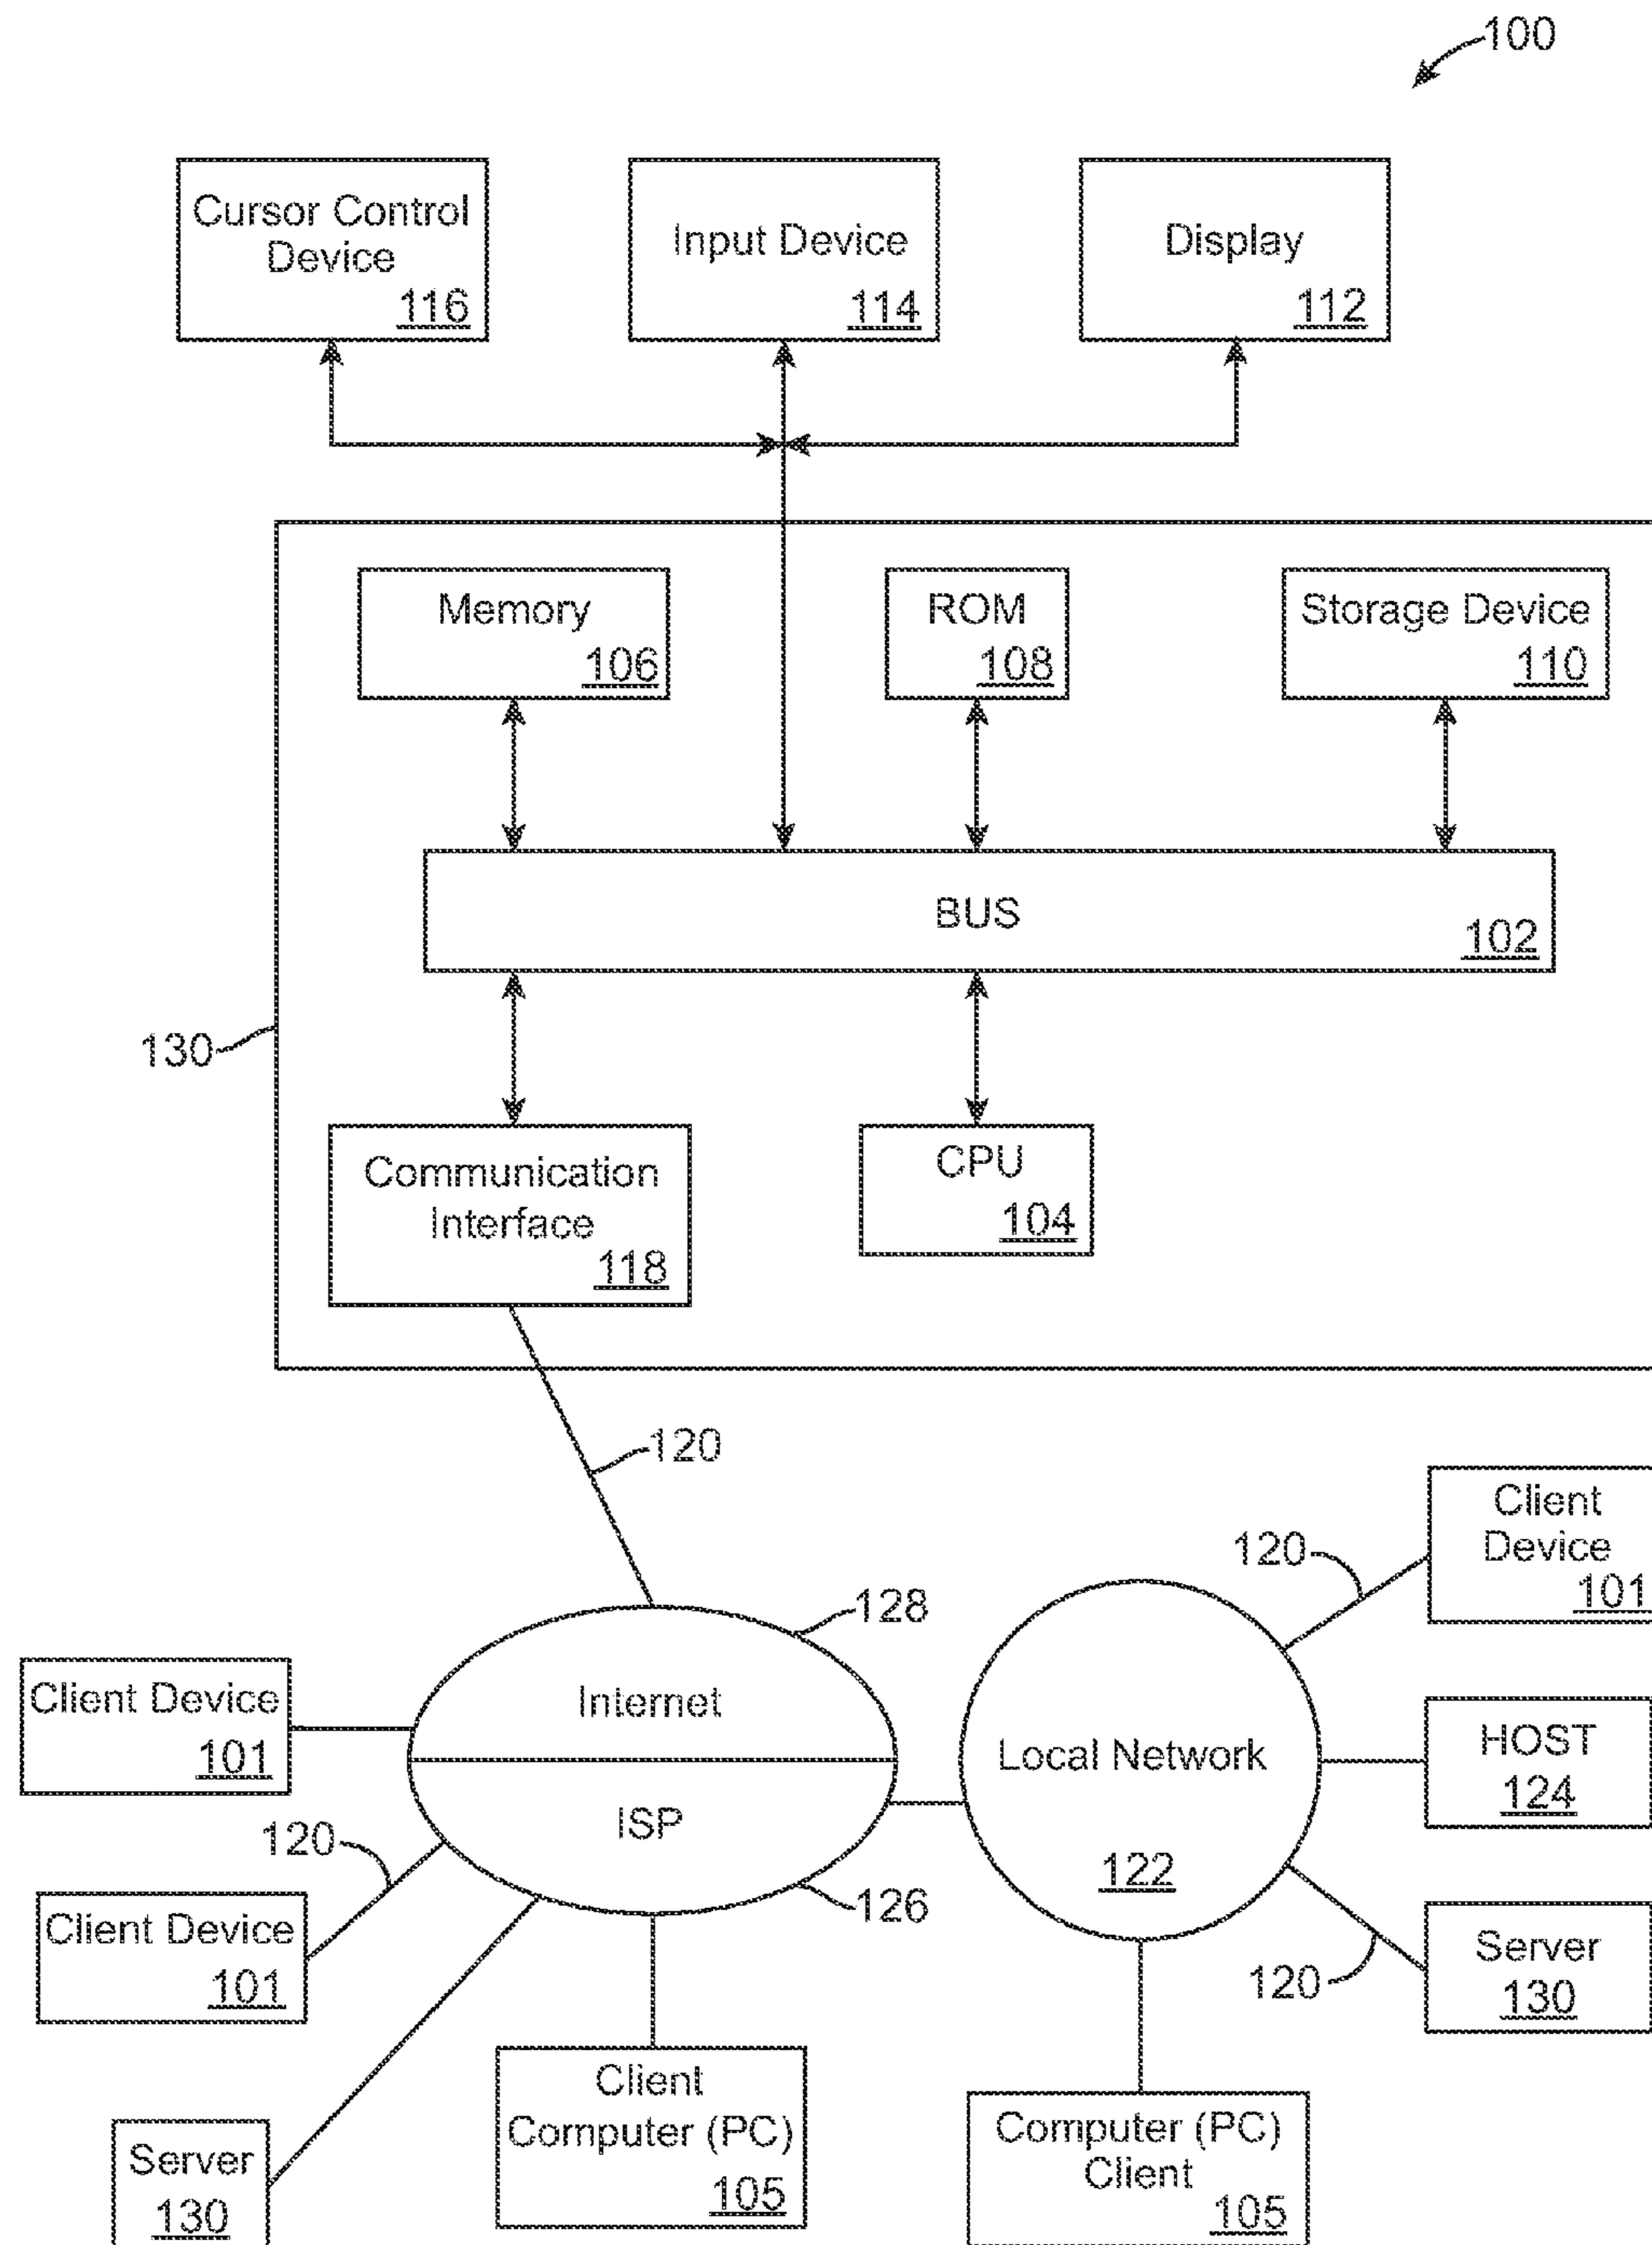 100
Cursor Control
Device
116
Input Device
114
Display
112
Memory
106
ROM
108
Storage Device
110
BUS
102
130
Communication
Interface
118
CPU
104
120
128
Internet
ISP
126
Client Device
101
120
Client Device
101
Server
130
Client
Computer (PC)
105
Local Network
122
120
Client
Device
101
HOST
124
120
Server
130
Computer (PC)
Client
105